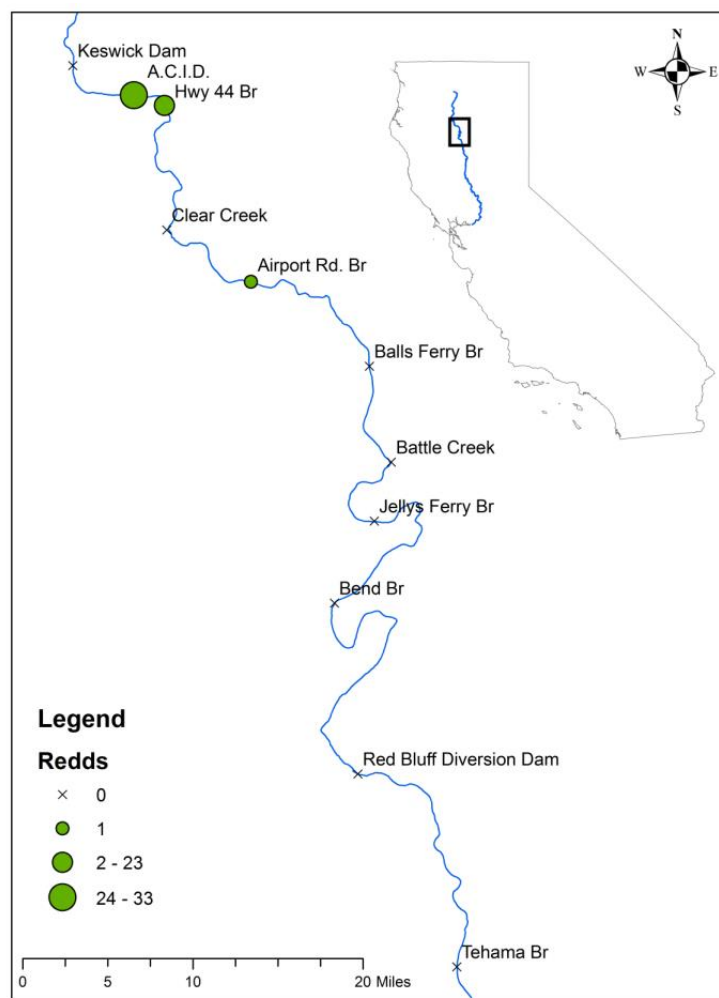 Keswick Dam
A.C.I.D.
Hwy 44 Br
N
W E
S
Clear Creek
Airport Rd. Br
Balls Ferry Br
Battle Creek
Jellys Ferry Br
Bend Br
Red Bluff Diversion Dam
Tehama Br
Legend
Redds
0
1
2 - 23
24 - 33
0 5 10 20 Miles